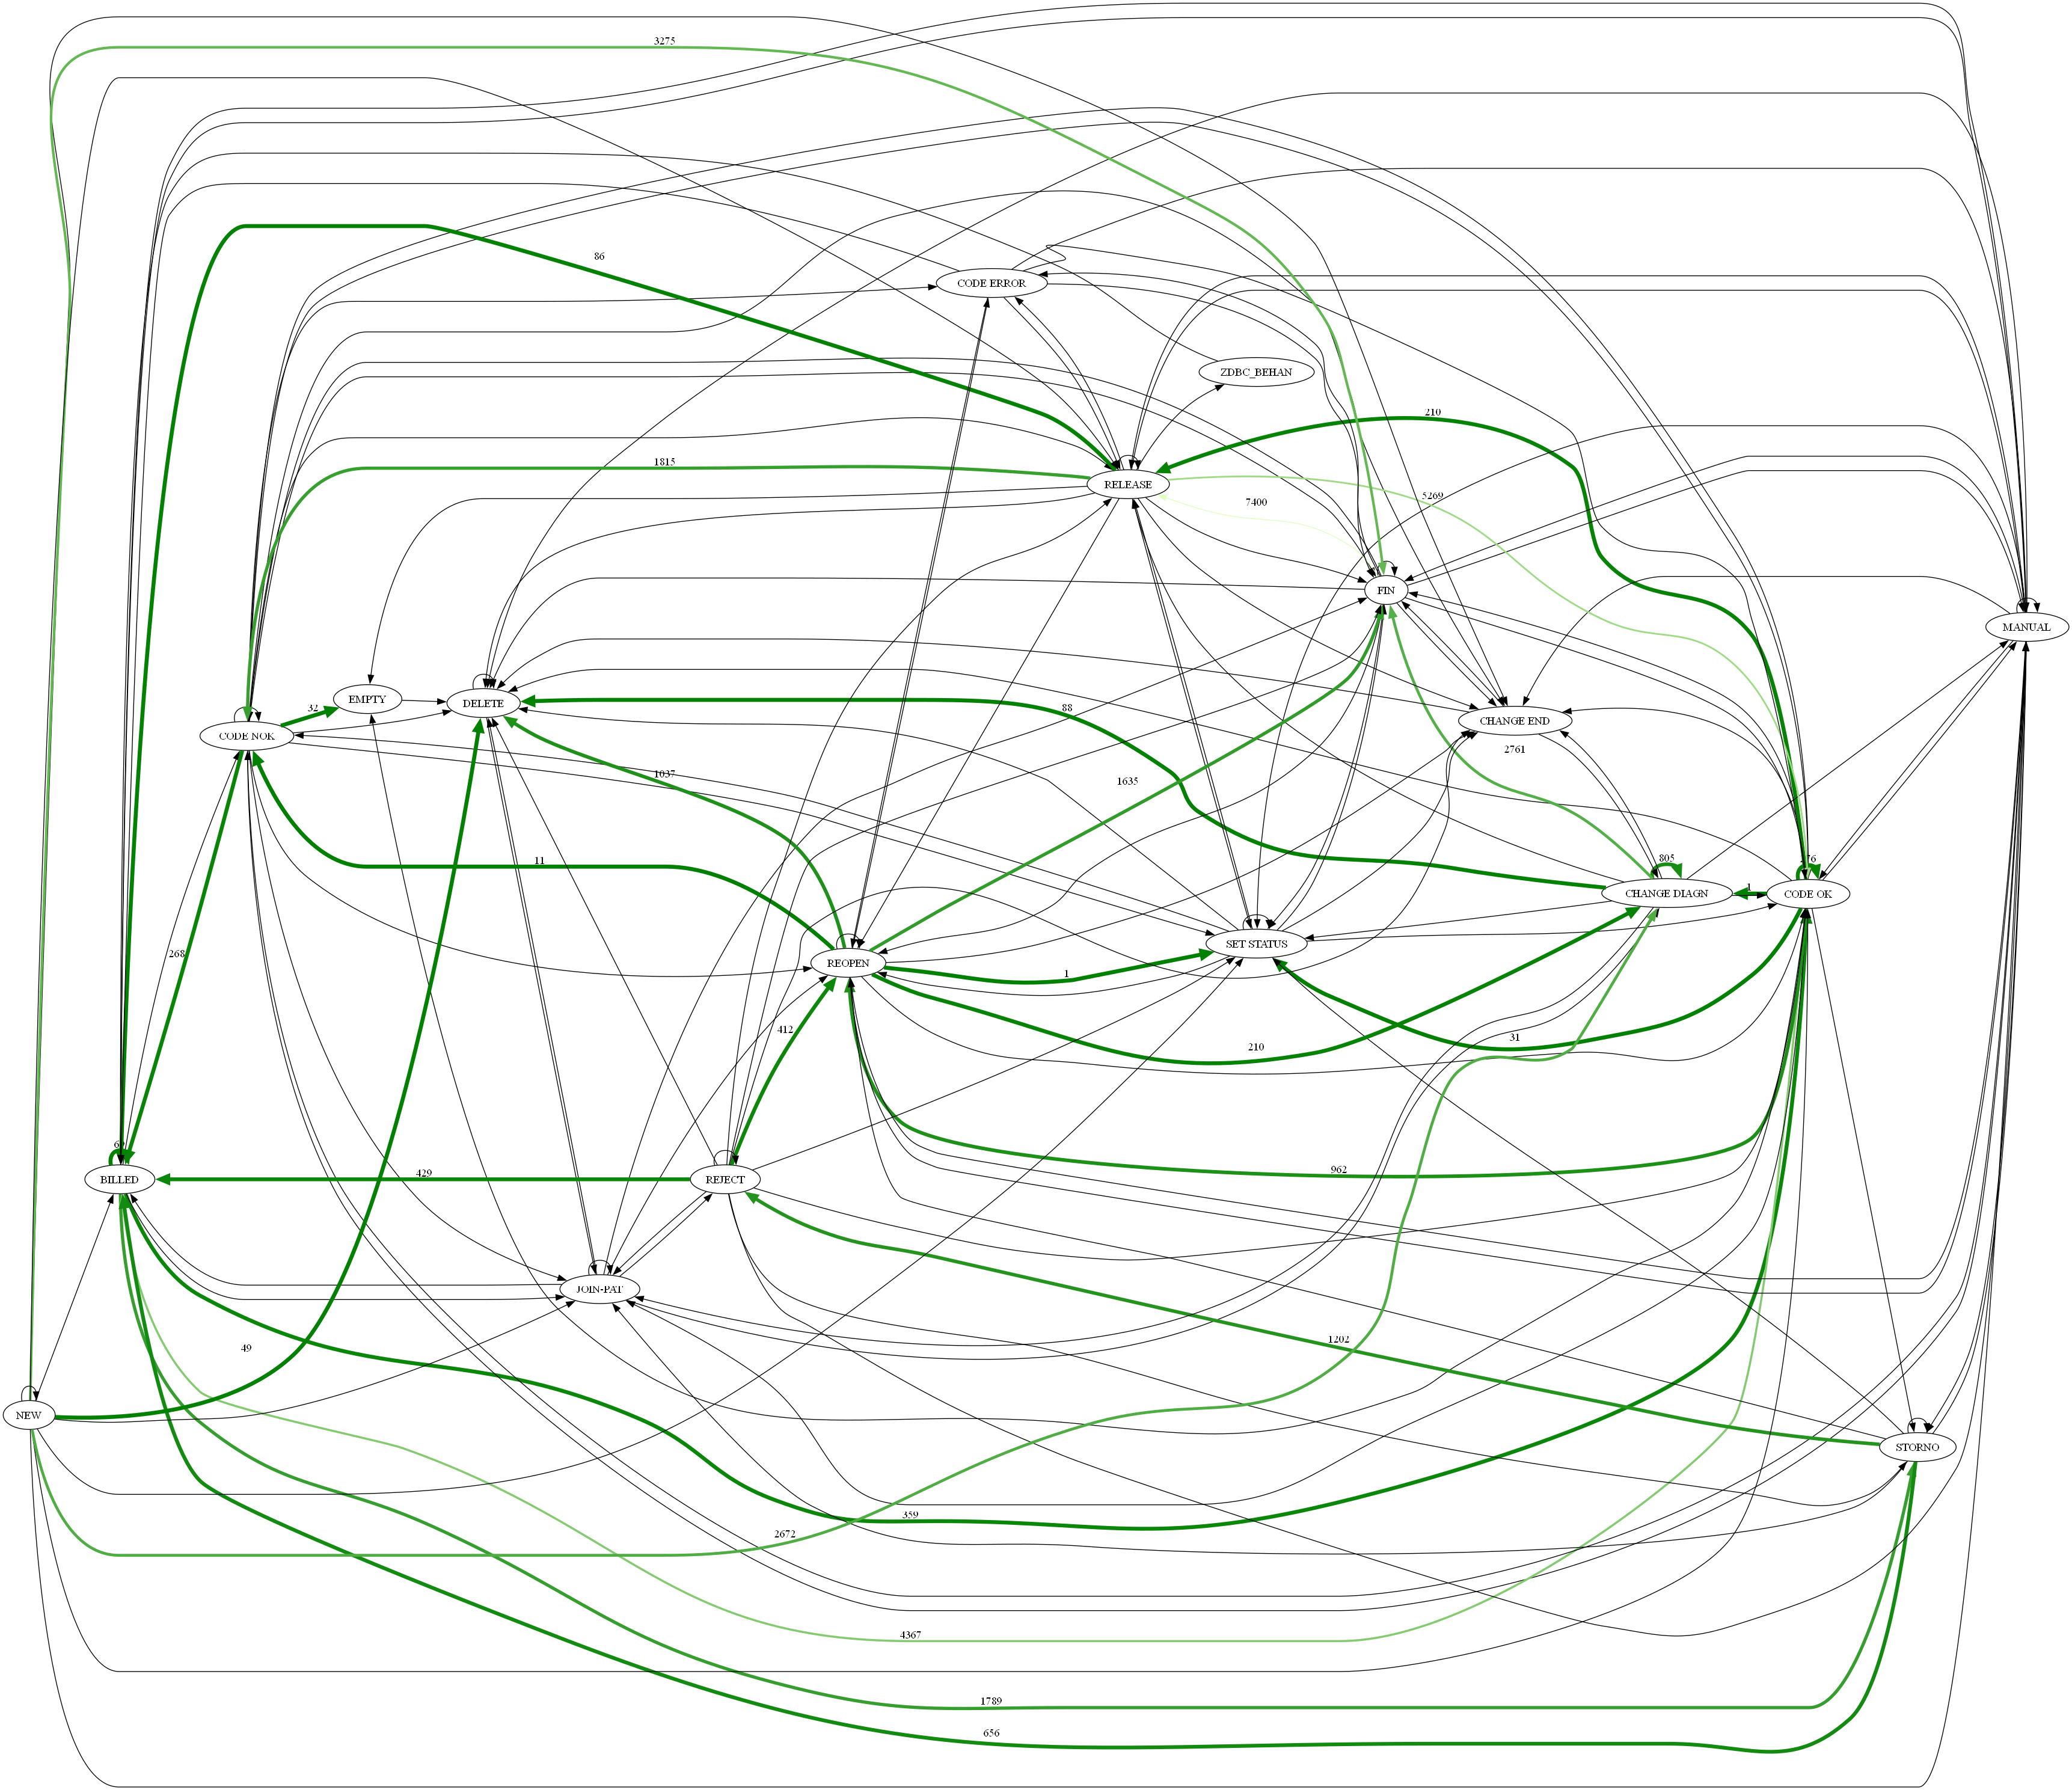 3275
86
CODE ERROR
ZDBC_BEHAN
210
1815
RELEASE
5269
7400
FIN
MANUAL
EMPTY
DELETE
32
88
CHANGE END
CODE NOK
2761
1037
1635
11
805
1
CHANGE DIAGN
CODE OK
268
REOPEN
SET STATUS
1
412
210
31
BILLED
429
REJECT
962
JOIN-PAT
49
1202
NEW
STORNO
359
2672
4367
1789
656